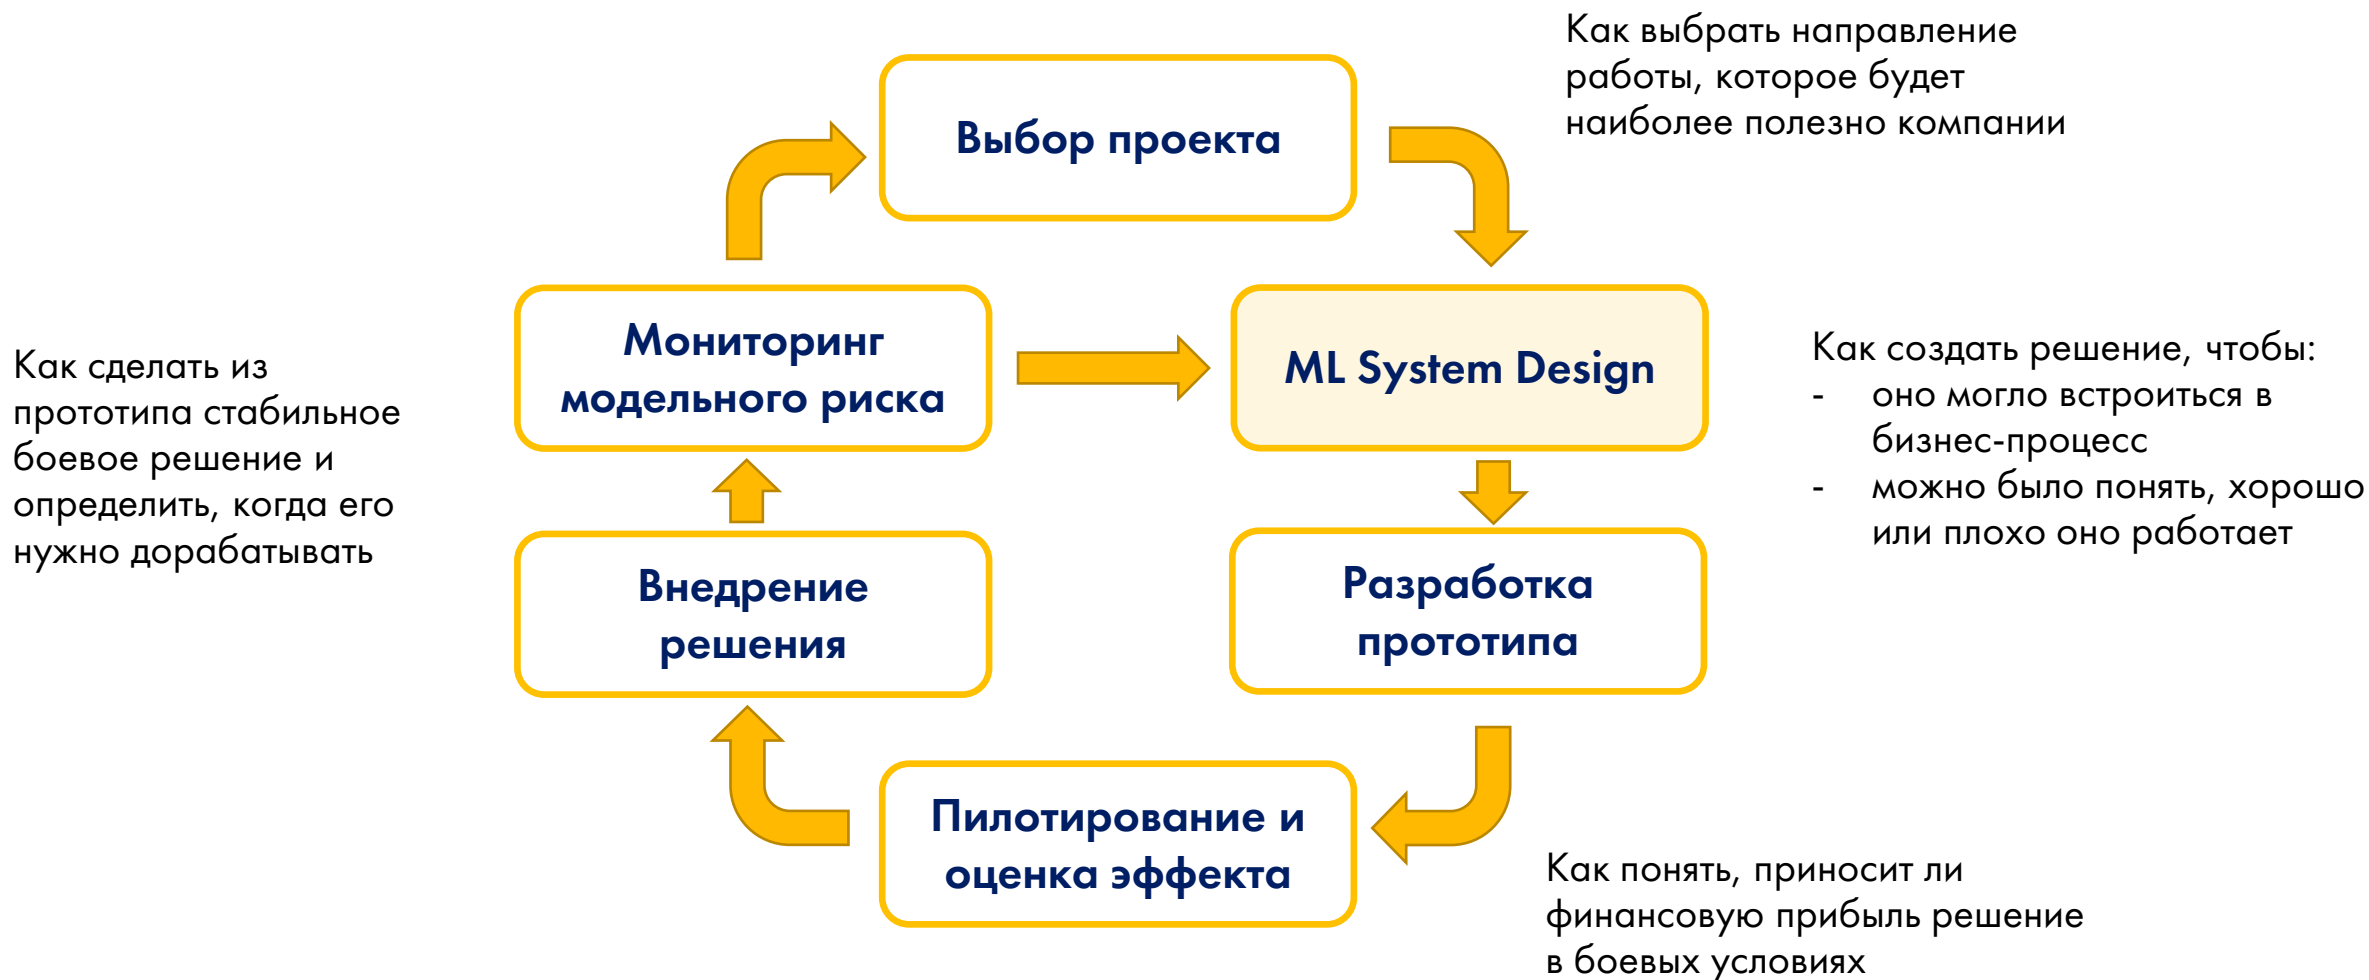 Как выбрать направление
работы, которое будет
наиболее полезно компании
Выбор проекта
Мониторинг
модельного риска
ML System Design
Как сделать из
прототипа стабильное
боевое решение и
определить, когда его
нужно дорабатывать
Как создать решение, чтобы:
- оно могло встроиться в
бизнес-процесс
- можно было понять, хорошо
или плохо оно работает
Внедрение
решения
Разработка
прототипа
Пилотирование и
оценка эффекта
Как понять, приносит ли
финансовую прибыль решение
в боевых условиях